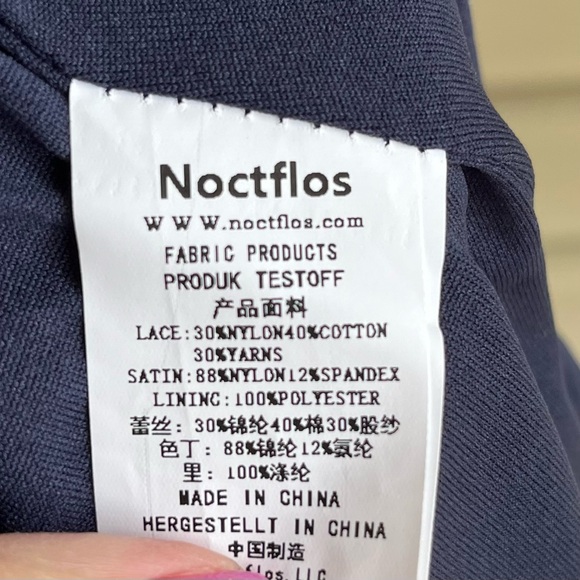 Noctflos
WWW.noctflos.com
FABRIC PRODUCTS
PRODUK TESTOFF
产品面料
LACE:30%NYLON40%COTTON
30%YARNS
SATIN:88%NYLON12%SPANDEX
LINING:100%POLYESTER
蕾丝：30%锦纶40%棉30%股纱
色丁：88%锦纶12%氨纶
里：100%涤纶
MADE IN CHINA
HERGESTELLT IN CHINA
中国制造
flos.LLC